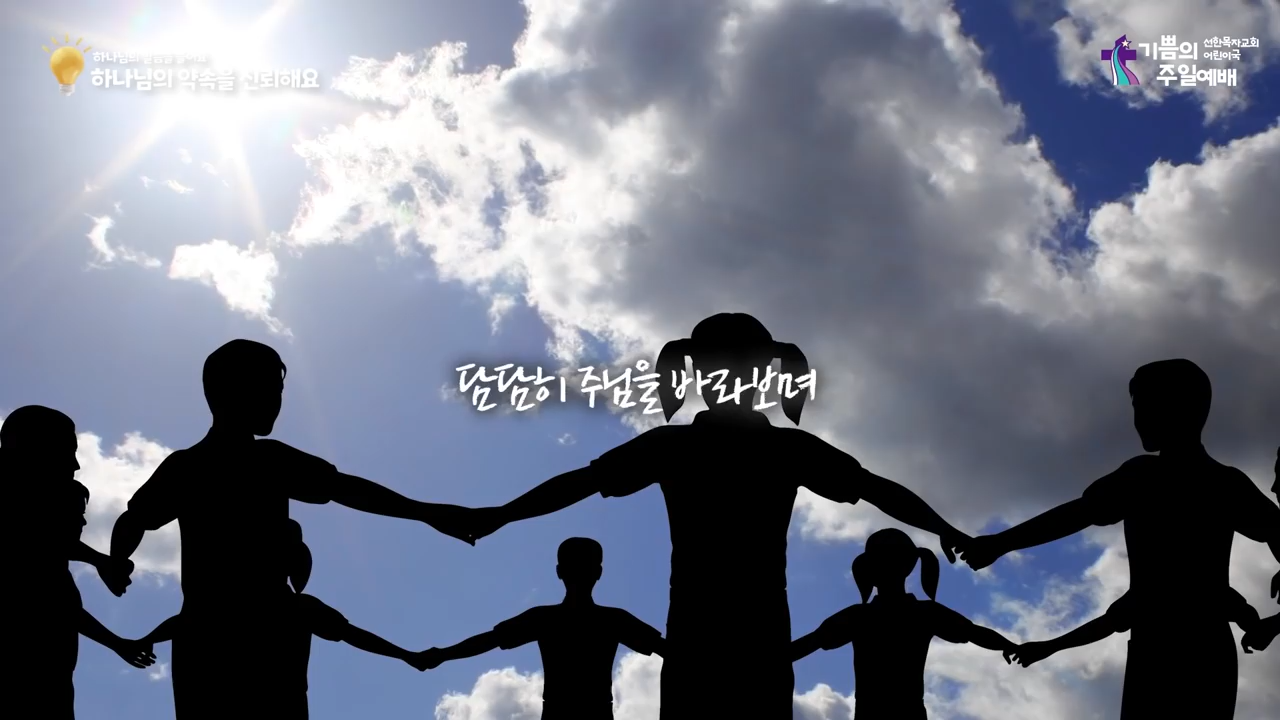 하나님의 약속을 신뢰해요
기쁨의
선한목자교회
어린이국
주일예배
담담히 주님을 바라보며